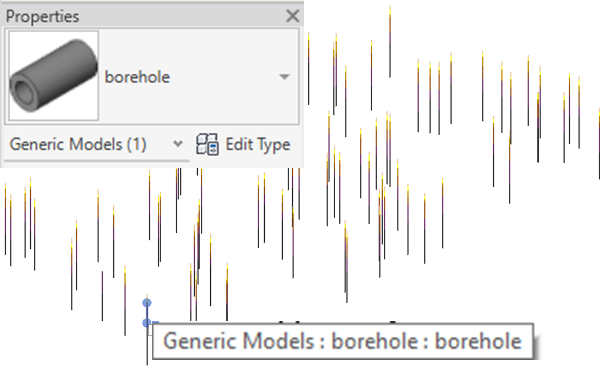 Properties
borehole
Generic Models (1)
Edit Type
Generic Models : borehole : borehole